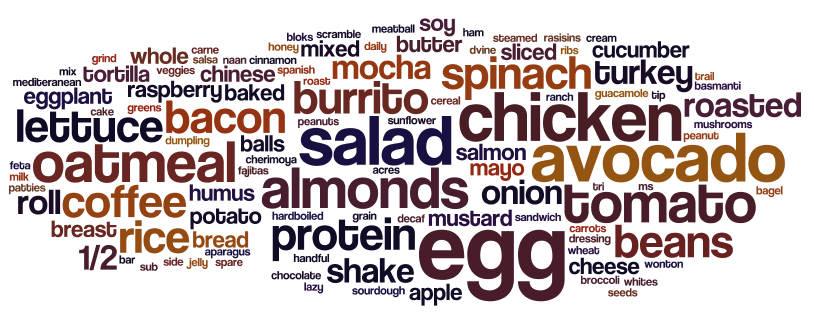 meatball soy ham
bloks scramble steamed rasisins cream
honey mixed daily butter dvine sliced ribs cucumber
grind whole carne salsa naan cinnamon
mix tortilla veggies chinese spanish mocha spinach turkey trail
mediterranean roast basmanti
eggplant raspberry baked burrito cereal ranch guacamole tip roasted
cake greens bacon peanuts sunflower chicken mushrooms
lettuce dumpling balls salad salmon peanut
feta oatmeal cherimoya avocado
milk fajitas acres mayo
patties almonds tri ms bagel
roll coffee humus onion tomato
potato hardboiled grain decaf mustard sandwich
breast rice bread protein egg carrots beans
aparagus dressing
1/2 bar side jelly spare handful wheat
sub shake cheese wonton
chocolate broccoli whites
lazy sourdough apple seeds